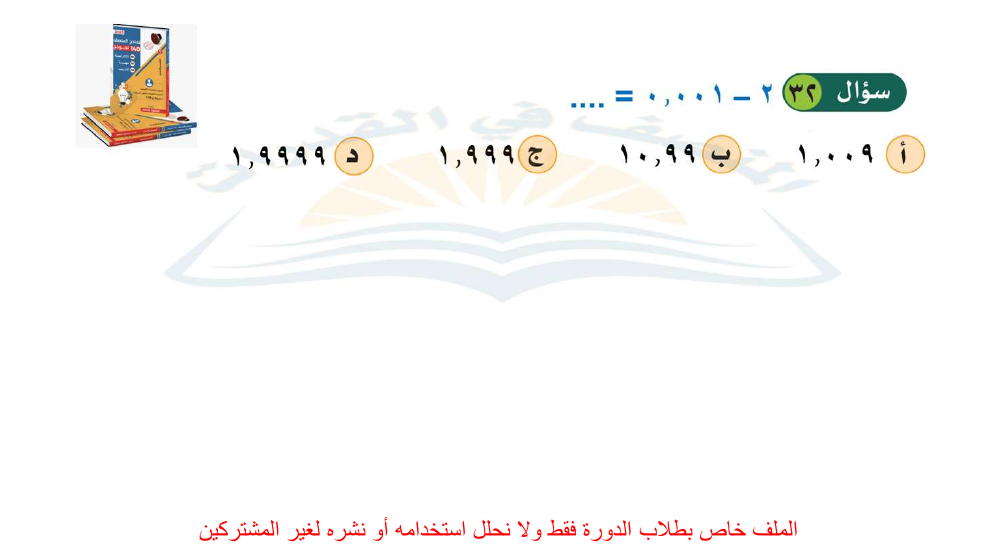 سؤال ٣٢ ٢ − ٠,٠٠١ = ....
أ ١,٠٠٩ ب ١٠,٩٩ ج ١,٩٩٩ د ١,٩٩٩٩
الملف خاص بطلاب الدورة فقط ولا نحلل استخدامه أو نشره لغير المشتركين